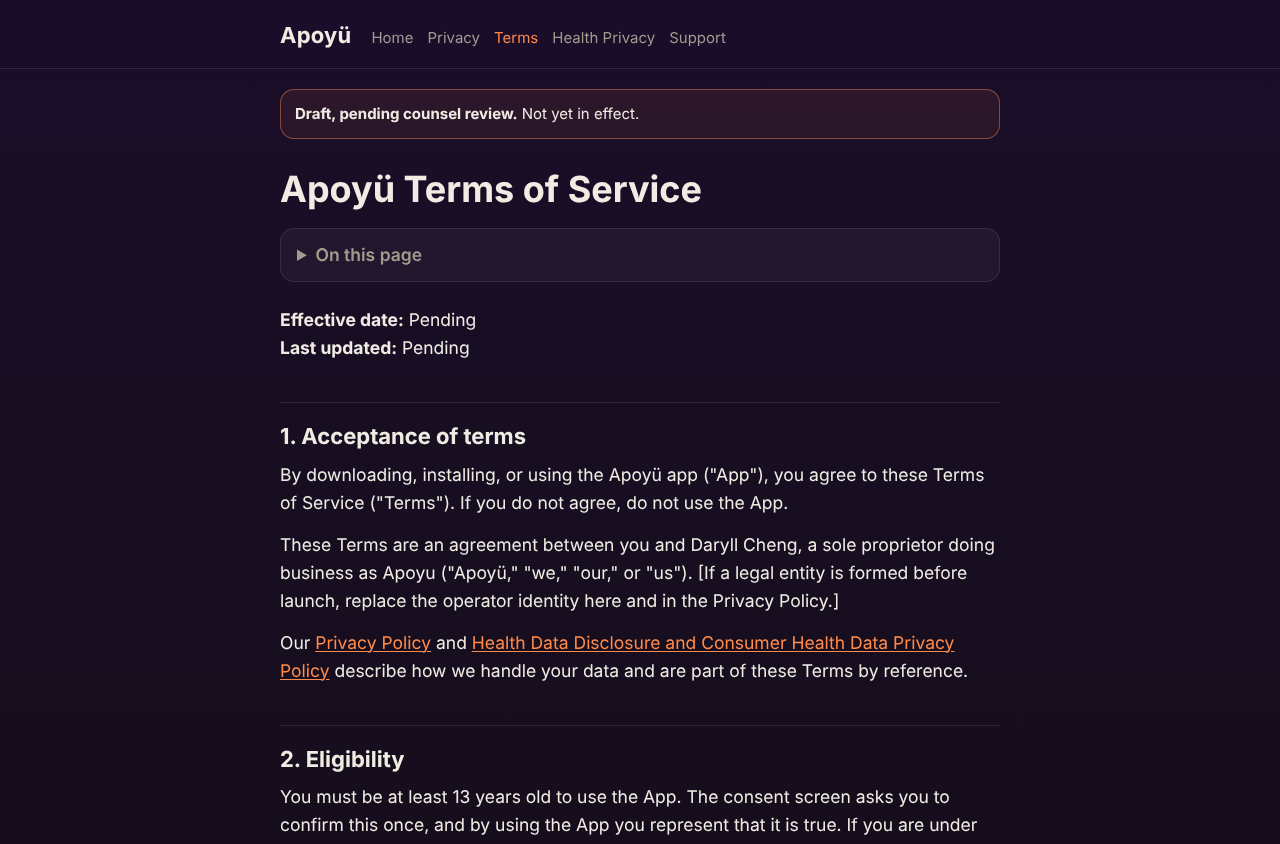 Apoyü Home Privacy Terms Health Privacy Support
Draft, pending counsel review. Not yet in effect.
Apoyü Terms of Service
On this page
Effective date: Pending
Last updated: Pending
1. Acceptance of terms
By downloading, installing, or using the Apoyü app ("App"), you agree to these Terms
of Service ("Terms"). If you do not agree, do not use the App.
These Terms are an agreement between you and Daryll Cheng, a sole proprietor doing
business as Apoyu ("Apoyü," "we," "our," or "us"). [If a legal entity is formed before
launch, replace the operator identity here and in the Privacy Policy.]
Our Privacy Policy and Health Data Disclosure and Consumer Health Data Privacy
Policy describe how we handle your data and are part of these Terms by reference.
2. Eligibility
You must be at least 13 years old to use the App. The consent screen asks you to
confirm this once, and by using the App you represent that it is true. If you are under